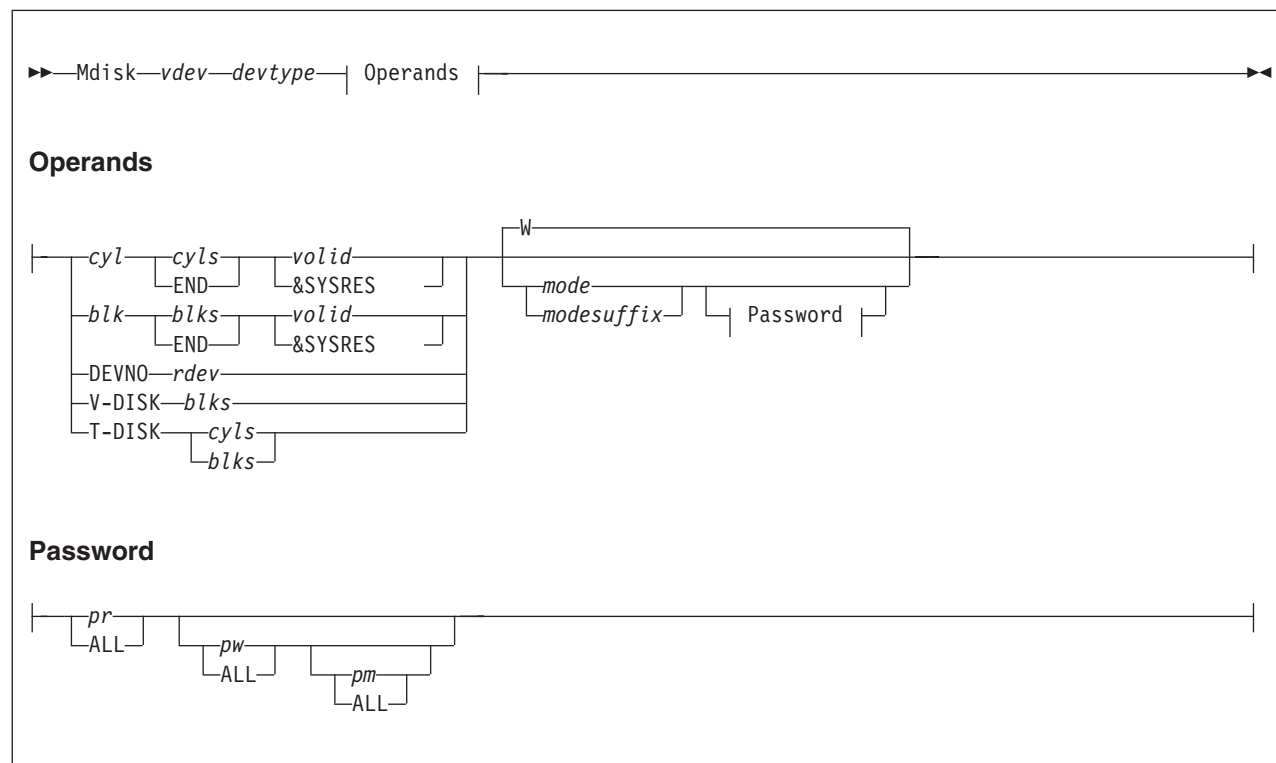 Mdisk vdev devtype Operands
Operands
W
cyl cyls volid
END &SYSRES mode
blk blks volid modesuffix Password
END &SYSRES
DEVNO rdev
V-DISK blks
T-DISK cyls
blks
Password
pr
ALL pw
ALL pm
ALL